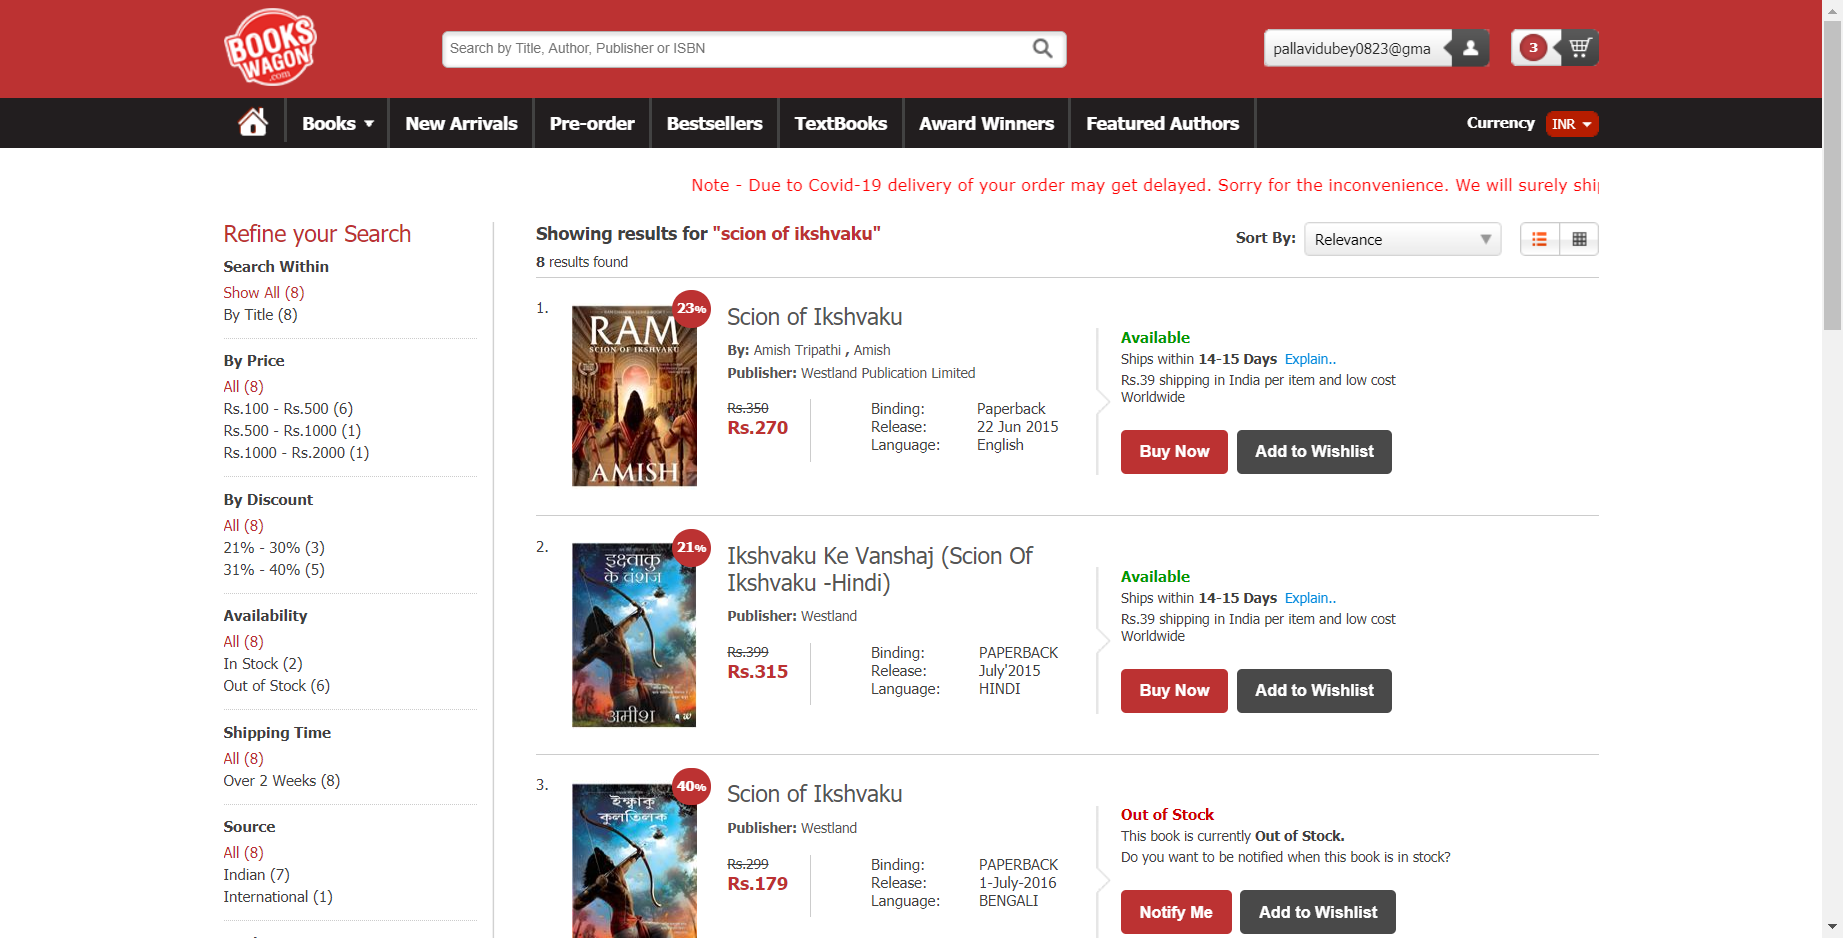 BOOKS
WAGON
.com
Search by Title, Author, Publisher or ISBN
pallavidubey0823@gma
3
Books
New Arrivals
Pre-order
Bestsellers
TextBooks
Award Winners
Featured Authors
Currency
INR
Note - Due to Covid-19 delivery of your order may get delayed. Sorry for the inconvenience. We will surely shi
Refine your Search
Search Within
Show All (8)
By Title (8)
By Price
All (8)
Rs.100 - Rs.500 (6)
Rs.500 - Rs.1000 (1)
Rs.1000 - Rs.2000 (1)
By Discount
All (8)
21% - 30% (3)
31% - 40% (5)
Availability
All (8)
In Stock (2)
Out of Stock (6)
Shipping Time
All (8)
Over 2 Weeks (8)
Source
All (8)
Indian (7)
International (1)
Showing results for "scion of ikshvaku"
8 results found
Sort By:
Relevance
1.
23%
RAM
SCION OF IKSHVAKU
AMISH
Scion of Ikshvaku
By: Amish Tripathi , Amish
Publisher: Westland Publication Limited
Rs.350
Rs.270
Binding: Paperback
Release: 22 Jun 2015
Language: English
Available
Ships within 14-15 Days Explain..
Rs.39 shipping in India per item and low cost
Worldwide
Buy Now
Add to Wishlist
2.
21%
इक्ष्वाकु
के वंशज
अमीश
w
Ikshvaku Ke Vanshaj (Scion Of
Ikshvaku -Hindi)
Publisher: Westland
Rs.399
Rs.315
Binding: PAPERBACK
Release: July'2015
Language: HINDI
Available
Ships within 14-15 Days Explain..
Rs.39 shipping in India per item and low cost
Worldwide
Buy Now
Add to Wishlist
3.
40%
ইক্ষ্বাকু
কুলতিলক
Scion of Ikshvaku
Publisher: Westland
Rs.299
Rs.179
Binding: PAPERBACK
Release: 1-July-2016
Language: BENGALI
Out of Stock
This book is currently Out of Stock.
Do you want to be notified when this book is in stock?
Notify Me
Add to Wishlist